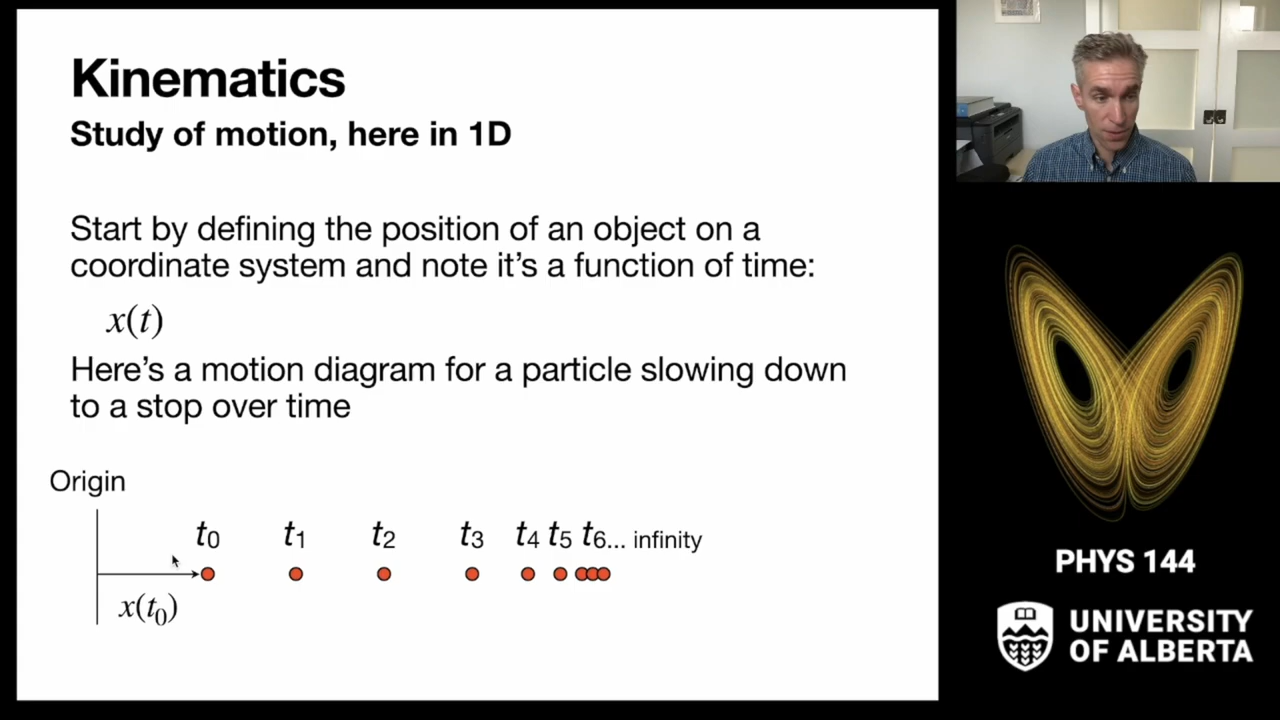 Kinematics
Study of motion, here in 1D
Start by defining the position of an object on a
coordinate system and note it’s a function of time:
x(t)
Here’s a motion diagram for a particle slowing down
to a stop over time
Origin
t0 t1 t2 t3 t4 t5 t6... infinity
x(t0)
PHYS 144
UNIVERSITY
OF ALBERTA